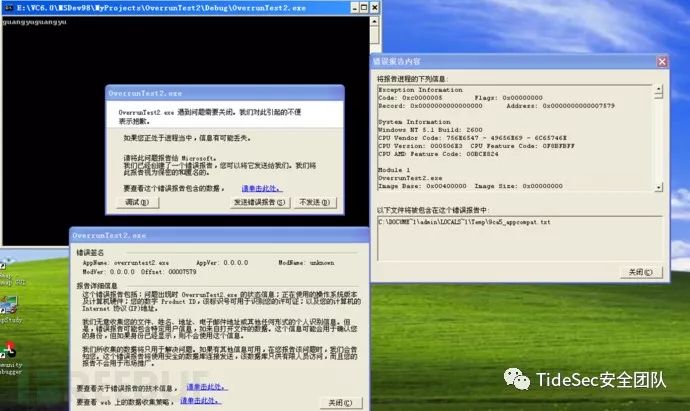 E:\VC6.0\MSDev98\MyProjects\OverrunTest2\Debug\OverrunTest2.exe
guangyuguangyu
OverrunTest2.exe
OverrunTest2.exe 遇到问题需要关闭。我们对此引起的不便
表示抱歉。
如果您正处于进程当中，信息有可能丢失。
请将此问题报告给 Microsoft。
我们已经创建了一个错误报告，您可以将它发送给我们。我们将
此报告视为保密的和匿名的。
要查看这个错误报告包含的数据，请单击此处。
调试(B)
发送错误报告(S)
不发送(D)
错误报告内容
将报告进程的下列信息:
Exception Information
Code: 0xc0000005 Flags: 0x00000000
Record: 0x0000000000000000 Address: 0x0000000000007579
System Information
Windows NT 5.1 Build: 2600
CPU Vendor Code: 756E6547 - 49656E69 - 6C65746E
CPU Version: 000506E3 CPU Feature Code: 0F8BFBFF
CPU AMD Feature Code: 00BCE824
Module 1
OverrunTest2.exe
Image Base: 0x00400000 Image Size: 0x00000000
以下文件将被包含在这个错误报告中:
C:\DOCUME~1\admin\LOCALS~1\Temp\9ca5_appcompat.txt
关闭(C)
OverrunTest2.exe
错误签名
AppName: overruntest2.exe AppVer: 0.0.0.0 ModName: unknown
ModVer: 0.0.0.0 Offset: 00007579
报告详细信息
这个错误报告包括：问题出现时 OverrunTest2.exe 的状态信息；正在使用的操作系统版本
及计算机硬件；您的数字 Product ID，该标识号可用于识别您的许可证；以及您的计算机的
Internet 协议(IP)地址。
我们无意收集您的文件、姓名、地址、电子邮件地址或其他任何形式的个人识别信息。但
是，错误报告可能会包含特定用户信息，如来自打开文件的数据。这个信息可能会用于确认您
的身份，但如果身份已经显示，则不会使用这个信息。
我们所收集的数据将只用于解决问题。如果有其他信息可用，在您报告该问题时，我们会告
知您。这个错误报告将使用安全的数据库连接发送，该数据库只供有限人员访问，而且您的
报告不会用于市场推广。
要查看关于错误报告的技术信息，请单击此处。
要查看 web 上的数据收集策略，请单击此处。
关闭(C)
TideSec安全团队